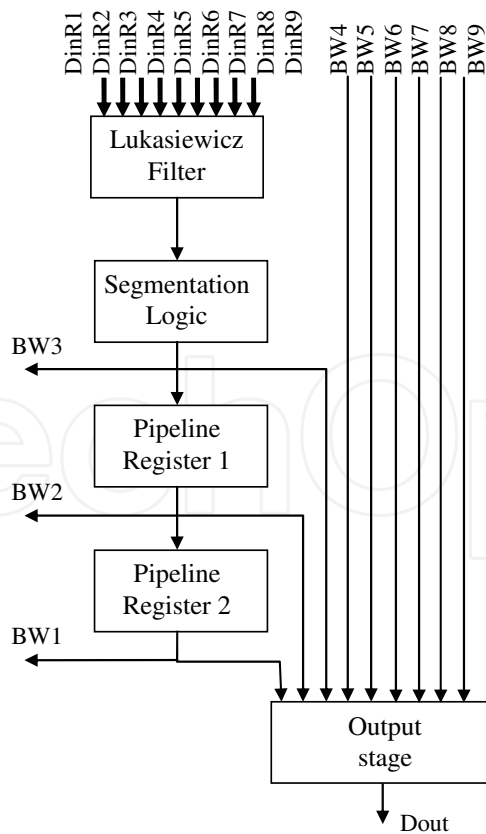 DinR1
DinR2
DinR3
DinR4
DinR5
DinR6
DinR7
DinR8
DinR9
BW4
BW5
BW6
BW7
BW8
BW9
Lukasiewicz
Filter
Segmentation
Logic
BW3
Pipeline
Register 1
BW2
Pipeline
Register 2
BW1
Output
stage
Dout